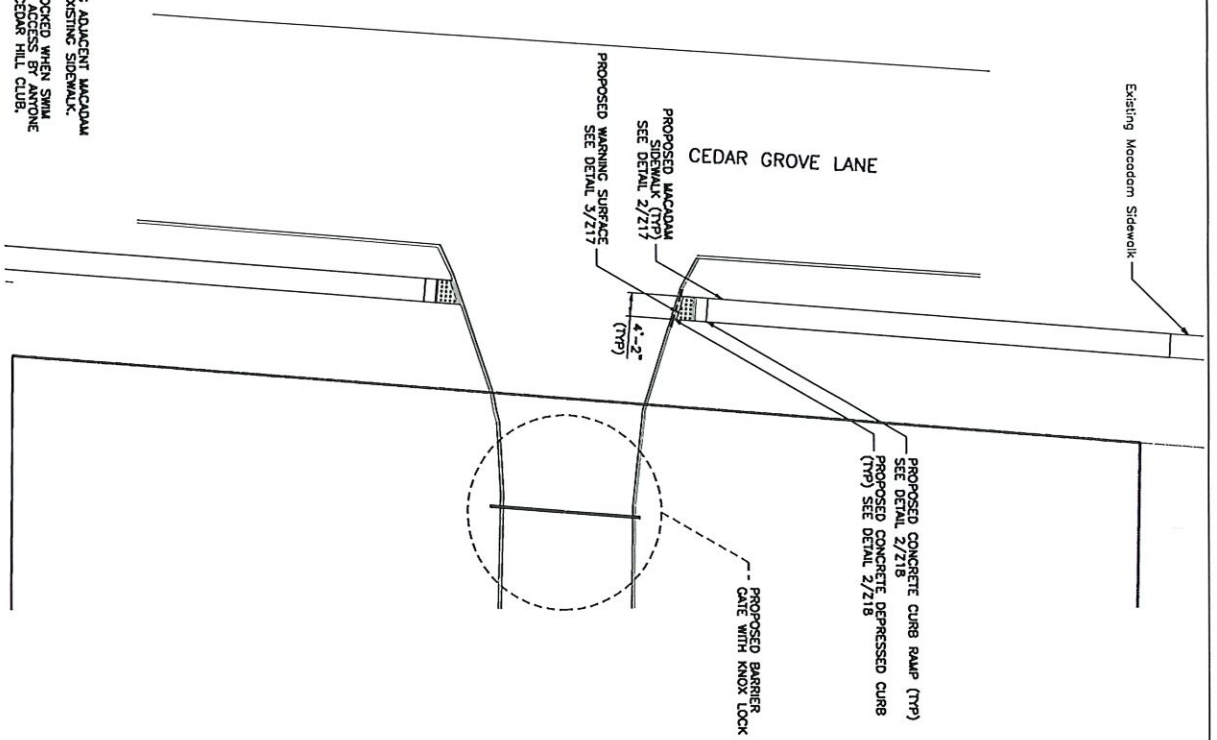 Existing Macadam Sidewalk
CEDAR GROVE LANE
PROPOSED MACADAM
SIDEWALK (TYP)
SEE DETAIL 2/Z17
PROPOSED WARNING SURFACE
SEE DETAIL 3/Z17
4'-2"
(TYP)
PROPOSED CONCRETE CURB RAMP (TYP)
SEE DETAIL 2/Z18
PROPOSED CONCRETE DEPRESSED CURB
(TYP) SEE DETAIL 2/Z18
PROPOSED BARRIER
GATE WITH KNOX LOCK
ADJACENT MACADAM
EXISTING SIDEWALK.
OCKED WHEN SWIM
ACCESS BY ANYONE
CEDAR HILL CLUB.